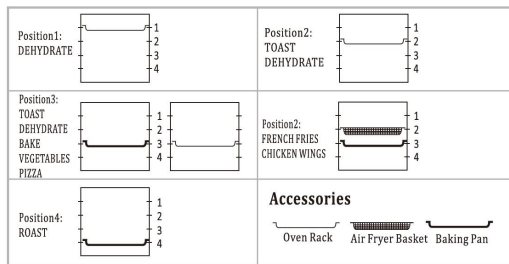 Position1:
DEHYDRATE
1
2
3
4
Position2:
TOAST
DEHYDRATE
1
2
3
4
Position3:
TOAST
DEHYDRATE
BAKE
VEGETABLES
PIZZA
1
2
3
4
Position2:
FRENCH FRIES
CHICKEN WINGS
1
2
3
4
Position4:
ROAST
1
2
3
4
Accessories
Oven Rack Air Fryer Basket Baking Pan